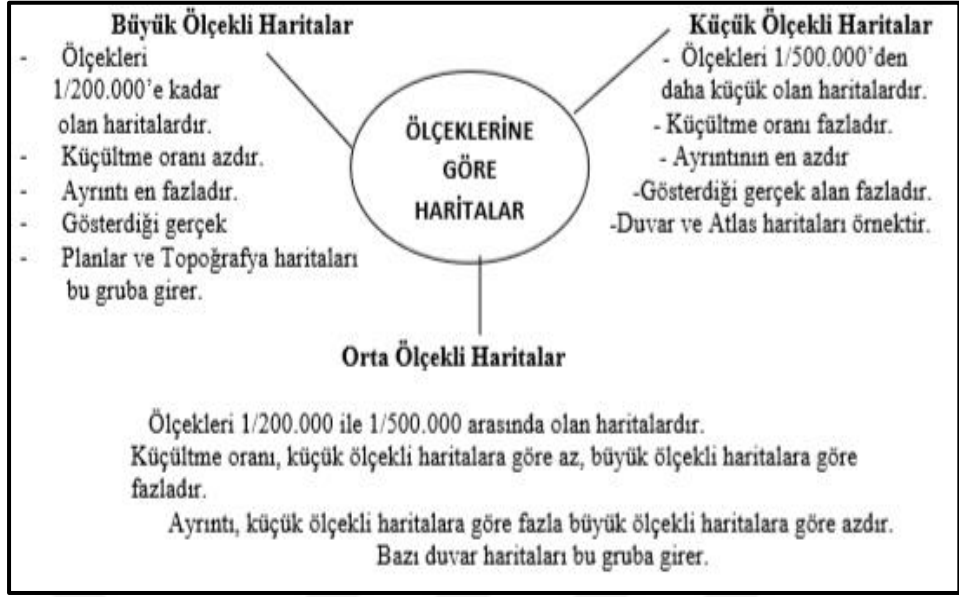 Büyük Ölçekli Haritalar
- Ölçekleri
1/200.000’e kadar
olan haritalardır.
- Küçültme oranı azdır.
- Ayrıntı en fazladır.
- Gösterdiği gerçek
- Planlar ve Topoğrafya haritaları
bu gruba girer.
ÖLÇEKLERİNE
GÖRE
HARİTALAR
Küçük Ölçekli Haritalar
- Ölçekleri 1/500.000’den
daha küçük olan haritalardır.
- Küçültme oranı fazladır.
- Ayrıntının en azdır
-Gösterdiği gerçek alan fazladır.
-Duvar ve Atlas haritaları örnektir.
Orta Ölçekli Haritalar
Ölçekleri 1/200.000 ile 1/500.000 arasında olan haritalardır.
Küçültme oranı, küçük ölçekli haritalara göre az, büyük ölçekli haritalara göre
fazladır.
Ayrıntı, küçük ölçekli haritalara göre fazla büyük ölçekli haritalara göre azdır.
Bazı duvar haritaları bu gruba girer.